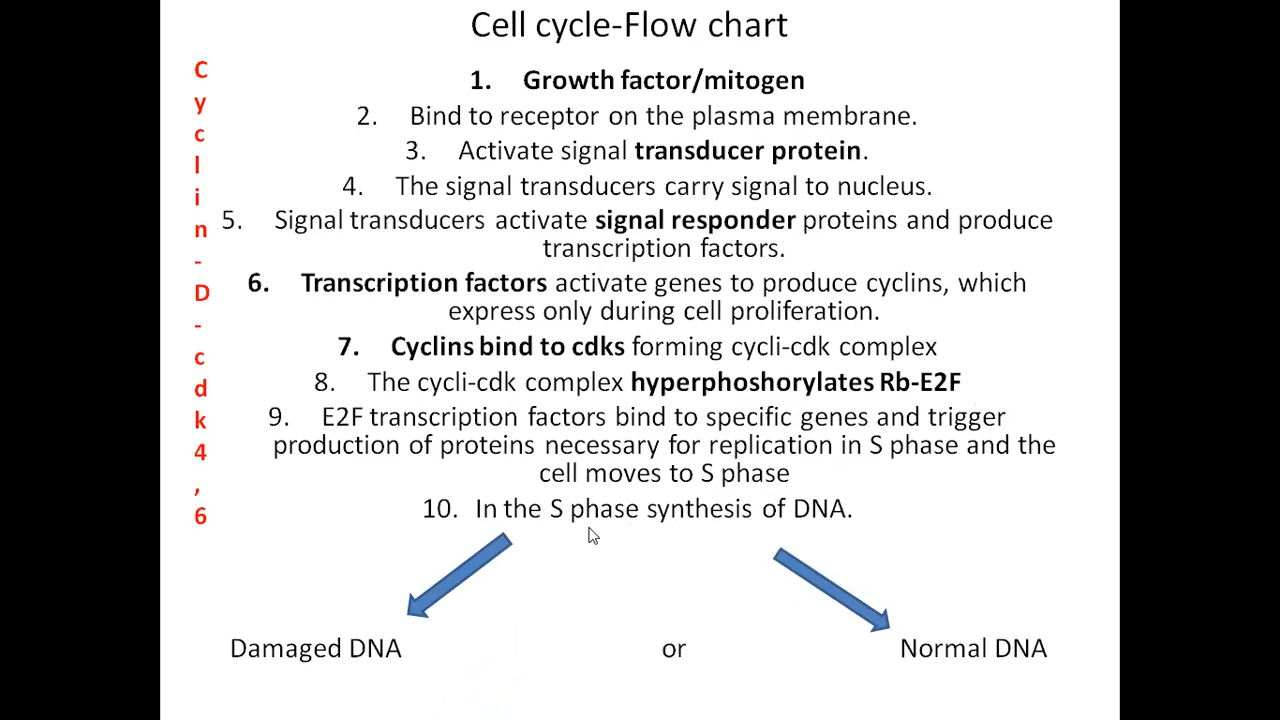 Cell cycle-Flow chart
1. Growth factor/mitogen
2. Bind to receptor on the plasma membrane.
3. Activate signal transducer protein.
4. The signal transducers carry signal to nucleus.
5. Signal transducers activate signal responder proteins and produce
transcription factors.
6. Transcription factors activate genes to produce cyclins, which
express only during cell proliferation.
7. Cyclins bind to cdks forming cycli-cdk complex
8. The cycli-cdk complex hyperphoshorylates Rb-E2F
9. E2F transcription factors bind to specific genes and trigger
production of proteins necessary for replication in S phase and the
cell moves to S phase
10. In the S phase synthesis of DNA.
Cyclin-D-cdk4,6
Damaged DNA or Normal DNA